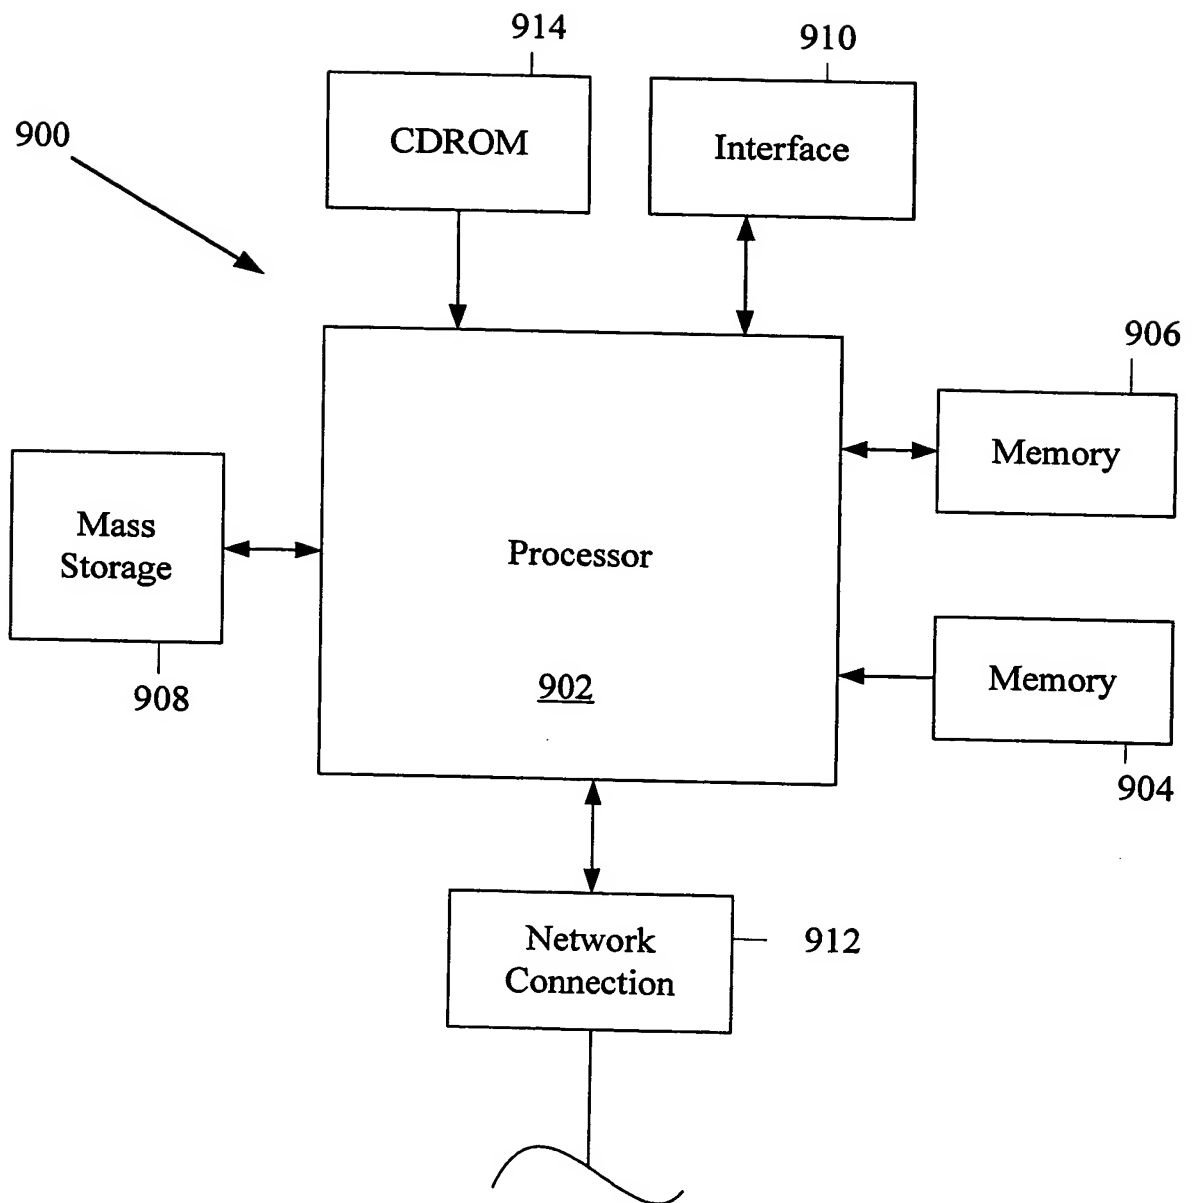 914
910
900
CDROM
Interface
906
Memory
Mass
Storage
Processor
908
902
Memory
904
Network
Connection
912